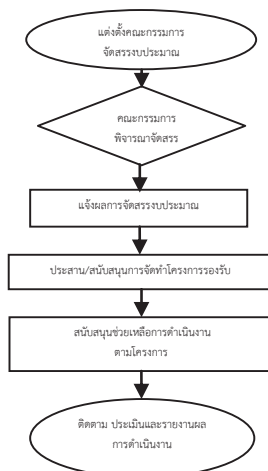 แต่งตั้งคณะกรรมการ
จัดสรรงบประมาณ
คณะกรรมการ
พิจารณาจัดสรร
แจ้งผลการจัดสรรงบประมาณ
ประสาน/สนับสนุนการจัดทำโครงการรองรับ
สนับสนุนช่วยเหลือการดำเนินงาน
ตามโครงการ
ติดตาม ประเมินและรายงานผล
การดำเนินงาน